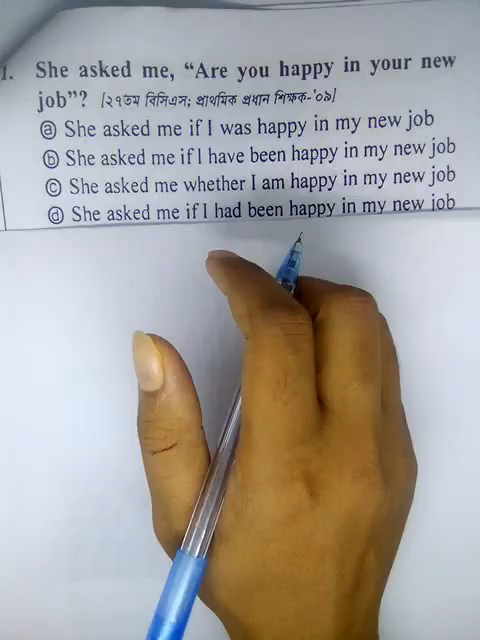 1. She asked me, “Are you happy in your new
job”? [২৭তম বিসিএস; প্রাথমিক প্রধান শিক্ষক-'০৯]
ⓐ She asked me if I was happy in my new job
ⓑ She asked me if I have been happy in my new job
ⓒ She asked me whether I am happy in my new job
ⓓ She asked me if I had been happy in my new job